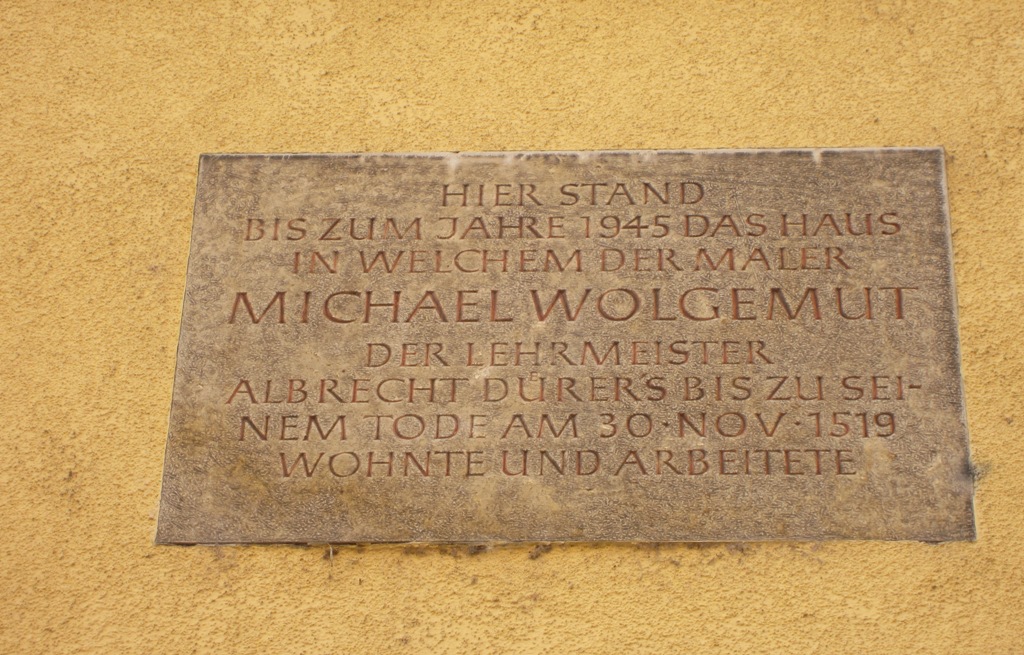 HIER STAND
BIS ZUM JAHRE 1945 DAS HAUS
IN WELCHEM DER MALER
MICHAEL WOLGEMUT
DER LEHRMEISTER
ALBRECHT DÜRERS BIS ZU SEI-
NEM TODE AM 30·NOV·1519
WOHNTE UND ARBEITETE